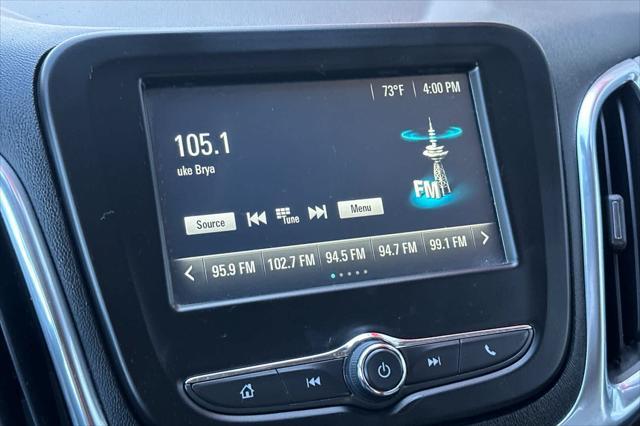 73°F 4:00 PM
105.1
uke Brya
FM
Source Tune Menu
95.9 FM 102.7 FM 94.5 FM 94.7 FM 99.1 FM